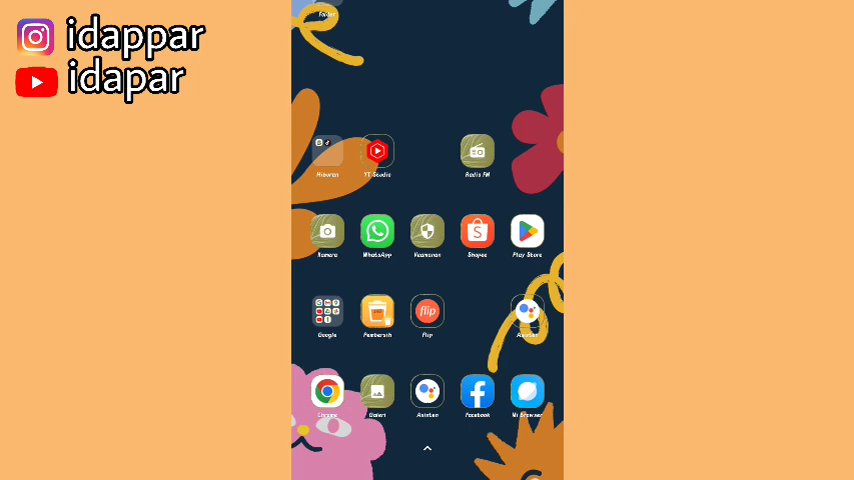 idappar
idapar
Folder
Hiburan
YT Studio
Radio FM
Kamera
WhatsApp
Keamanan
Shopee
Play Store
Google
Pembersih
flip
Flip
Asisten
Chrome
Galeri
Asisten
Facebook
Mi Browser